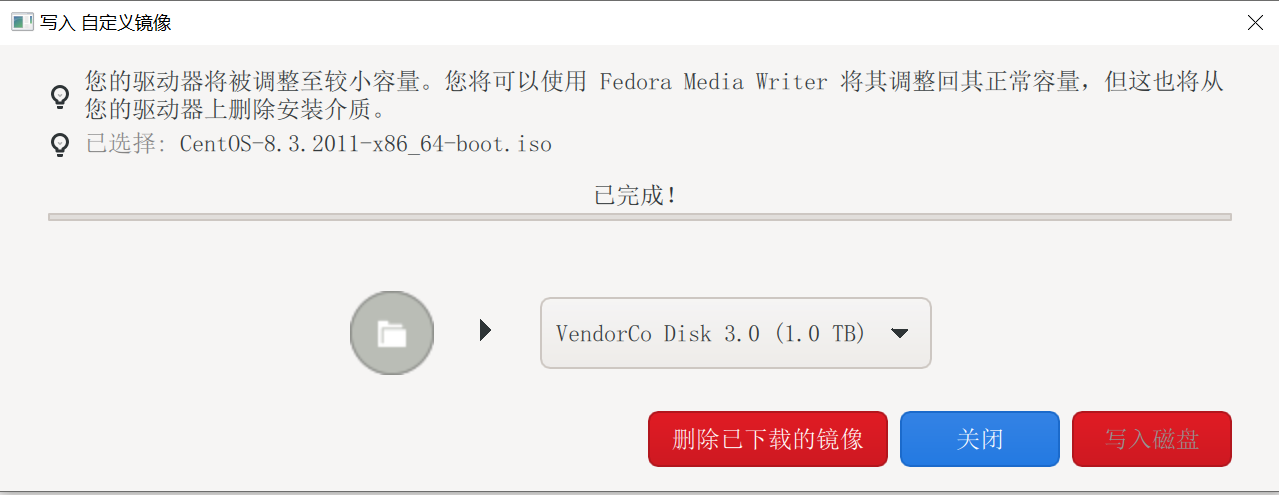 写入 自定义镜像
您的驱动器将被调整至较小容量。您将可以使用 Fedora Media Writer 将其调整回其正常容量，但这也将从
您的驱动器上删除安装介质。
已选择: CentOS-8.3.2011-x86_64-boot.iso
已完成!
VendorCo Disk 3.0 (1.0 TB)
删除已下载的镜像 关闭 写入磁盘